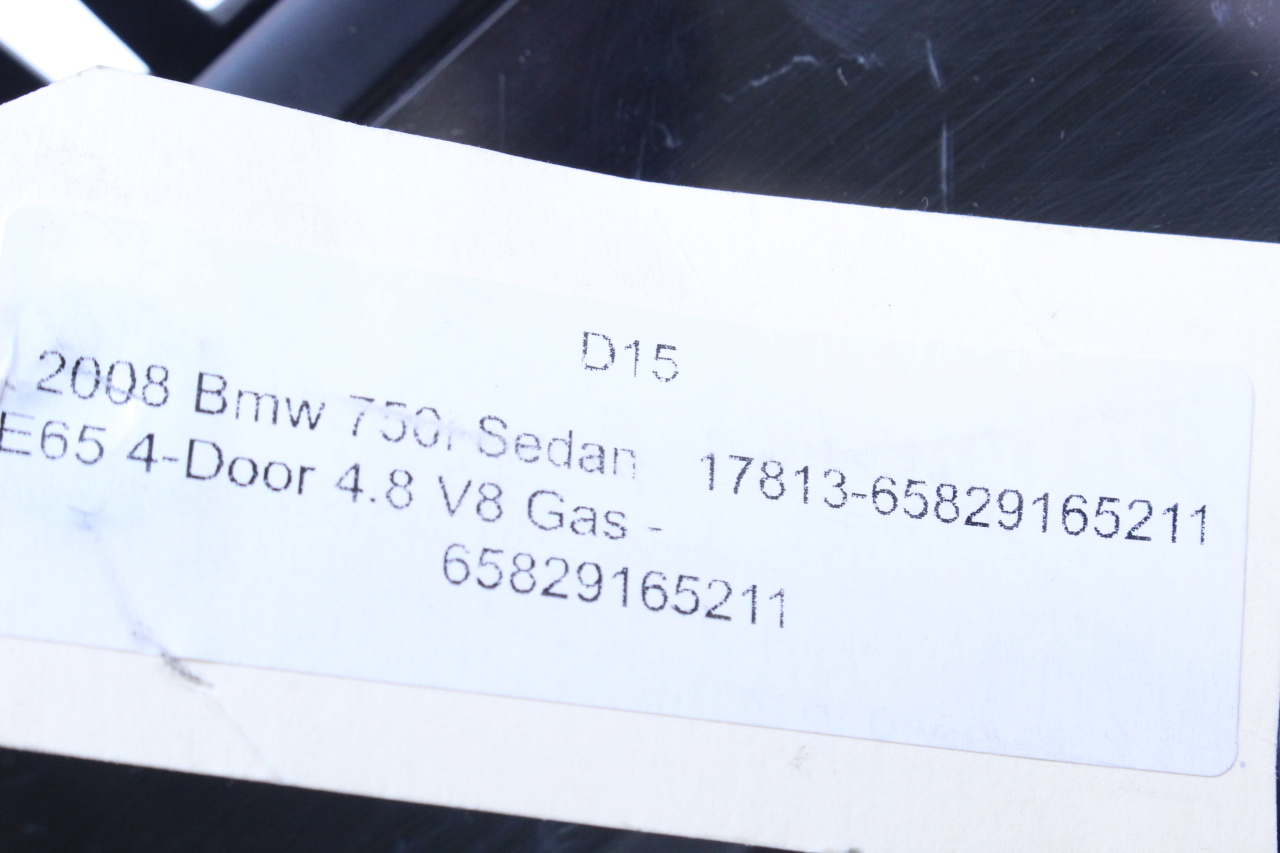 D15
2008 Bmw 750i Sedan
E65 4-Door 4.8 V8 Gas -
65829165211
17813-65829165211